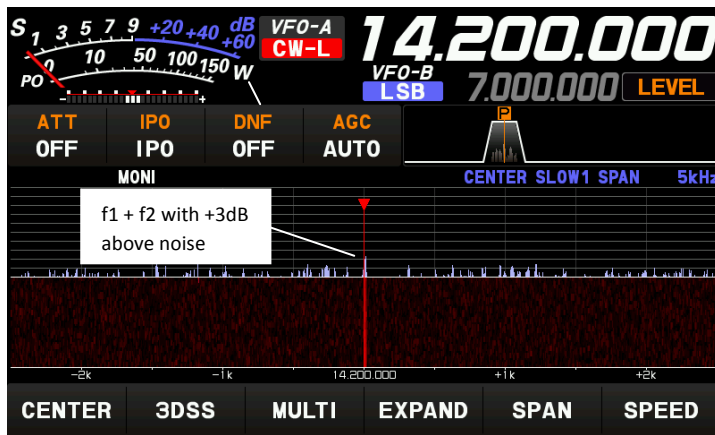 S 1 3 5 7 9 +20 +40 +60 dB
VFO-A
CW-L
14.200.000
PO 0 10 50 100 150 W
VFO-B
LSB
7.000.000
LEVEL
- +
ATT IPO DNF AGC
OFF IPO OFF AUTO
P
MONI
CENTER SLOW1 SPAN 5kHz
f1 + f2 with +3dB
above noise
-2k -1k 14.200.000 +1k +2k
CENTER 3DSS MULTI EXPAND SPAN SPEED